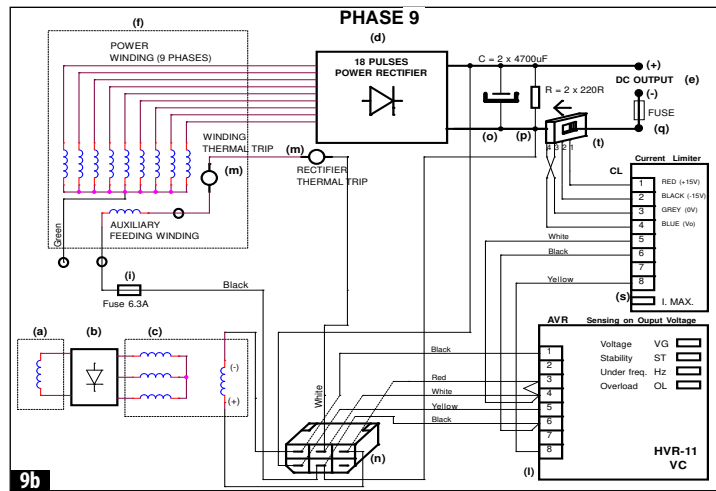 PHASE 9
(f)
POWER
WINDING (9 PHASES)
(d)
18 PULSES
POWER RECTIFIER
C = 2 x 4700uF
(+)
DC OUTPUT (e)
(-)
R = 2 x 220R
FUSE
(o)
(p)
(t)
(q)
4 3 2 1
WINDING
THERMAL TRIP
(m)
(m)
RECTIFIER
THERMAL TRIP
AUXILIARY
FEEDING WINDING
Green
(i)
Fuse 6.3A
Black
CL
Current Limiter
1 RED (+15V)
2 BLACK (-15V)
3 GREY (0V)
4 BLUE (Vo)
White 5
Black 6
7
Yellow 8
(s) I. MAX.
(a)
(b)
(c)
(-)
(+)
White
AVR
Sensing on Ouput Voltage
Black 1
2
Red 3
White 4
Yellow 5
Black 6
7
8
Voltage VG
Stability ST
Under freq. Hz
Overload OL
(n)
(l)
HVR-11
VC
9b